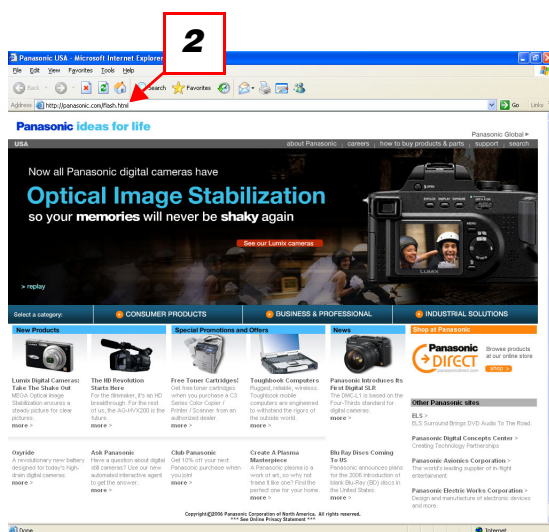 2
Panasonic USA - Microsoft Internet Explorer
File Edit View Favorites Tools Help
Back Search Favorites
Address http://panasonic.com/flash.html Go Links
Panasonic ideas for life
Panasonic Global
USA about Panasonic careers how to buy products & parts support search
Now all Panasonic digital cameras have
Optical Image Stabilization
so your memories will never be shaky again
See our Lumix cameras
LUMIX
> replay
Select a category: CONSUMER PRODUCTS BUSINESS & PROFESSIONAL INDUSTRIAL SOLUTIONS
New Products Special Promotions and Offers News Shop at Panasonic
Panasonic DIRECT
Browse products
at our online store
shop >
Lumix Digital Cameras:
Take The Shake Out
MEGA Optical Image
Stabilization ensures a
steady picture for clear
pictures.
more >
The HD Revolution
Starts Here
For the filmmaker, it's an HD
breakthrough. For the rest
of us, the AG-HVX200 is the
future.
more >
Free Toner Cartridges!
Get free toner cartridges
when you purchase a C3
Series Color Copier /
Printer / Scanner from an
authorized dealer.
more >
Toughbook Computers
Rugged, reliable, wireless.
Toughbook mobile
computers are engineered
to withstand the rigors of
the outside world.
more >
Panasonic Introduces Its
First Digital SLR
The DMC-L1 is based on the
Four-Thirds standard for
digital cameras.
more >
Other Panasonic sites
ELS >
ELS Surround Brings DVD Audio To The Road.
Panasonic Digital Concepts Center >
Creating Technology Partnerships
Panasonic Avionics Corporation >
The world's leading supplier of in-flight
entertainment
Panasonic Electric Works Corporation >
Design and manufacture of electronic devices
and more.
Oxyride
A revolutionary new battery
designed for today's high-
drain digital cameras.
more >
Ask Panasonic
Have a question about digital
still cameras? Use our new
automated interactive agent
to get the answer.
more >
Club Panasonic
Get 10% off your next
Panasonic purchase when
you join!
more >
Create A Plasma
Masterpiece
A Panasonic plasma is a
work of art, so why not
frame it like one? Find the
perfect one for your home.
more >
Blu Ray Discs Coming
To US
Panasonic announces plans
for the 2006 introduction of
blank Blu-Ray (BD) discs in
the United States.
more >
Copyright©2006 Panasonic Corporation of North America. All rights reserved.
*** See Online Privacy Statement ***
Done Internet